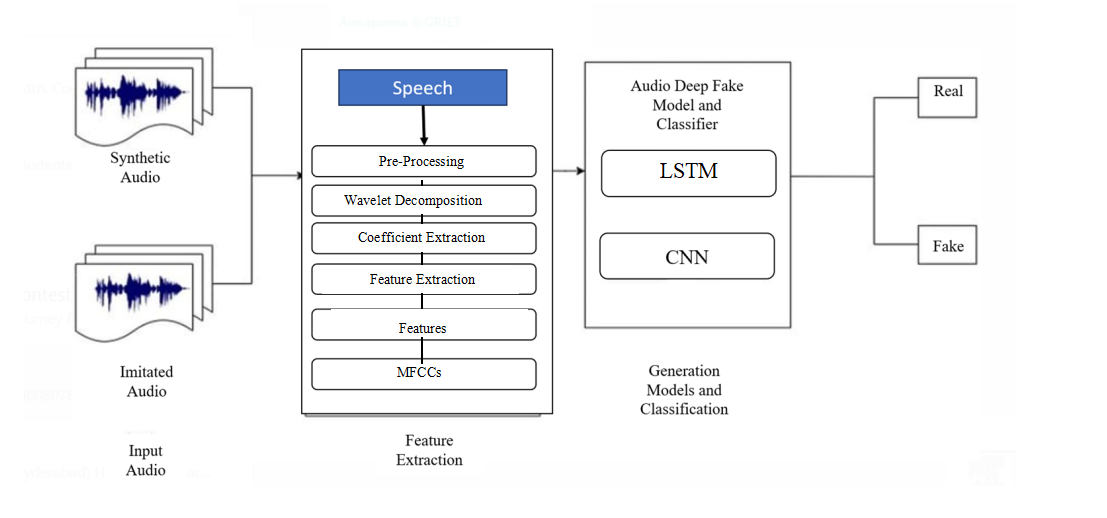 Synthetic
Audio
Imitated
Audio
Input
Audio
Speech
Pre-Processing
Wavelet Decomposition
Coefficient Extraction
Feature Extraction
Features
MFCCs
Feature
Extraction
Audio Deep Fake
Model and
Classifier
LSTM
CNN
Generation
Models and
Classification
Real
Fake